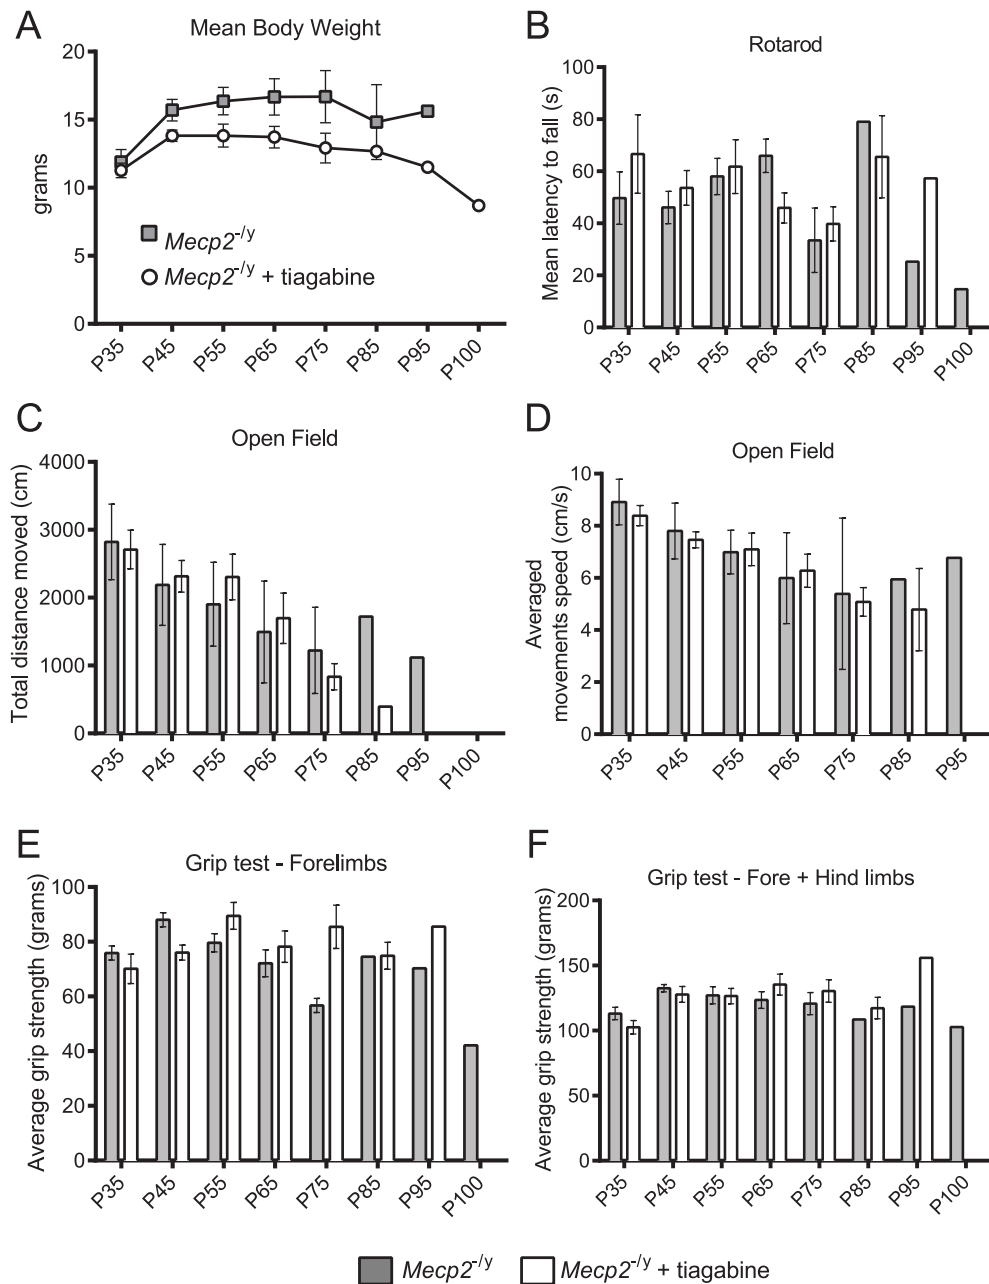 A
Mean Body Weight
grams
20
15
10
5
0
Mecp2-/y
Mecp2-/y + tiagabine
P35
P45
P55
P65
P75
P85
P95
P100
B
Rotarod
Mean latency to fall (s)
100
80
60
40
20
0
P35
P45
P55
P65
P75
P85
P95
P100
C
Open Field
Total distance moved (cm)
4000
3000
2000
1000
0
P35
P45
P55
P65
P75
P85
P95
P100
D
Open Field
Averaged
movements speed (cm/s)
10
8
6
4
2
0
P35
P45
P55
P65
P75
P85
P95
E
Grip test - Forelimbs
Average grip strength (grams)
100
80
60
40
20
0
P35
P45
P55
P65
P75
P85
P95
P100
F
Grip test - Fore + Hind limbs
Average grip strength (grams)
200
150
100
50
0
P35
P45
P55
P65
P75
P85
P95
P100
Mecp2-/y
Mecp2-/y + tiagabine